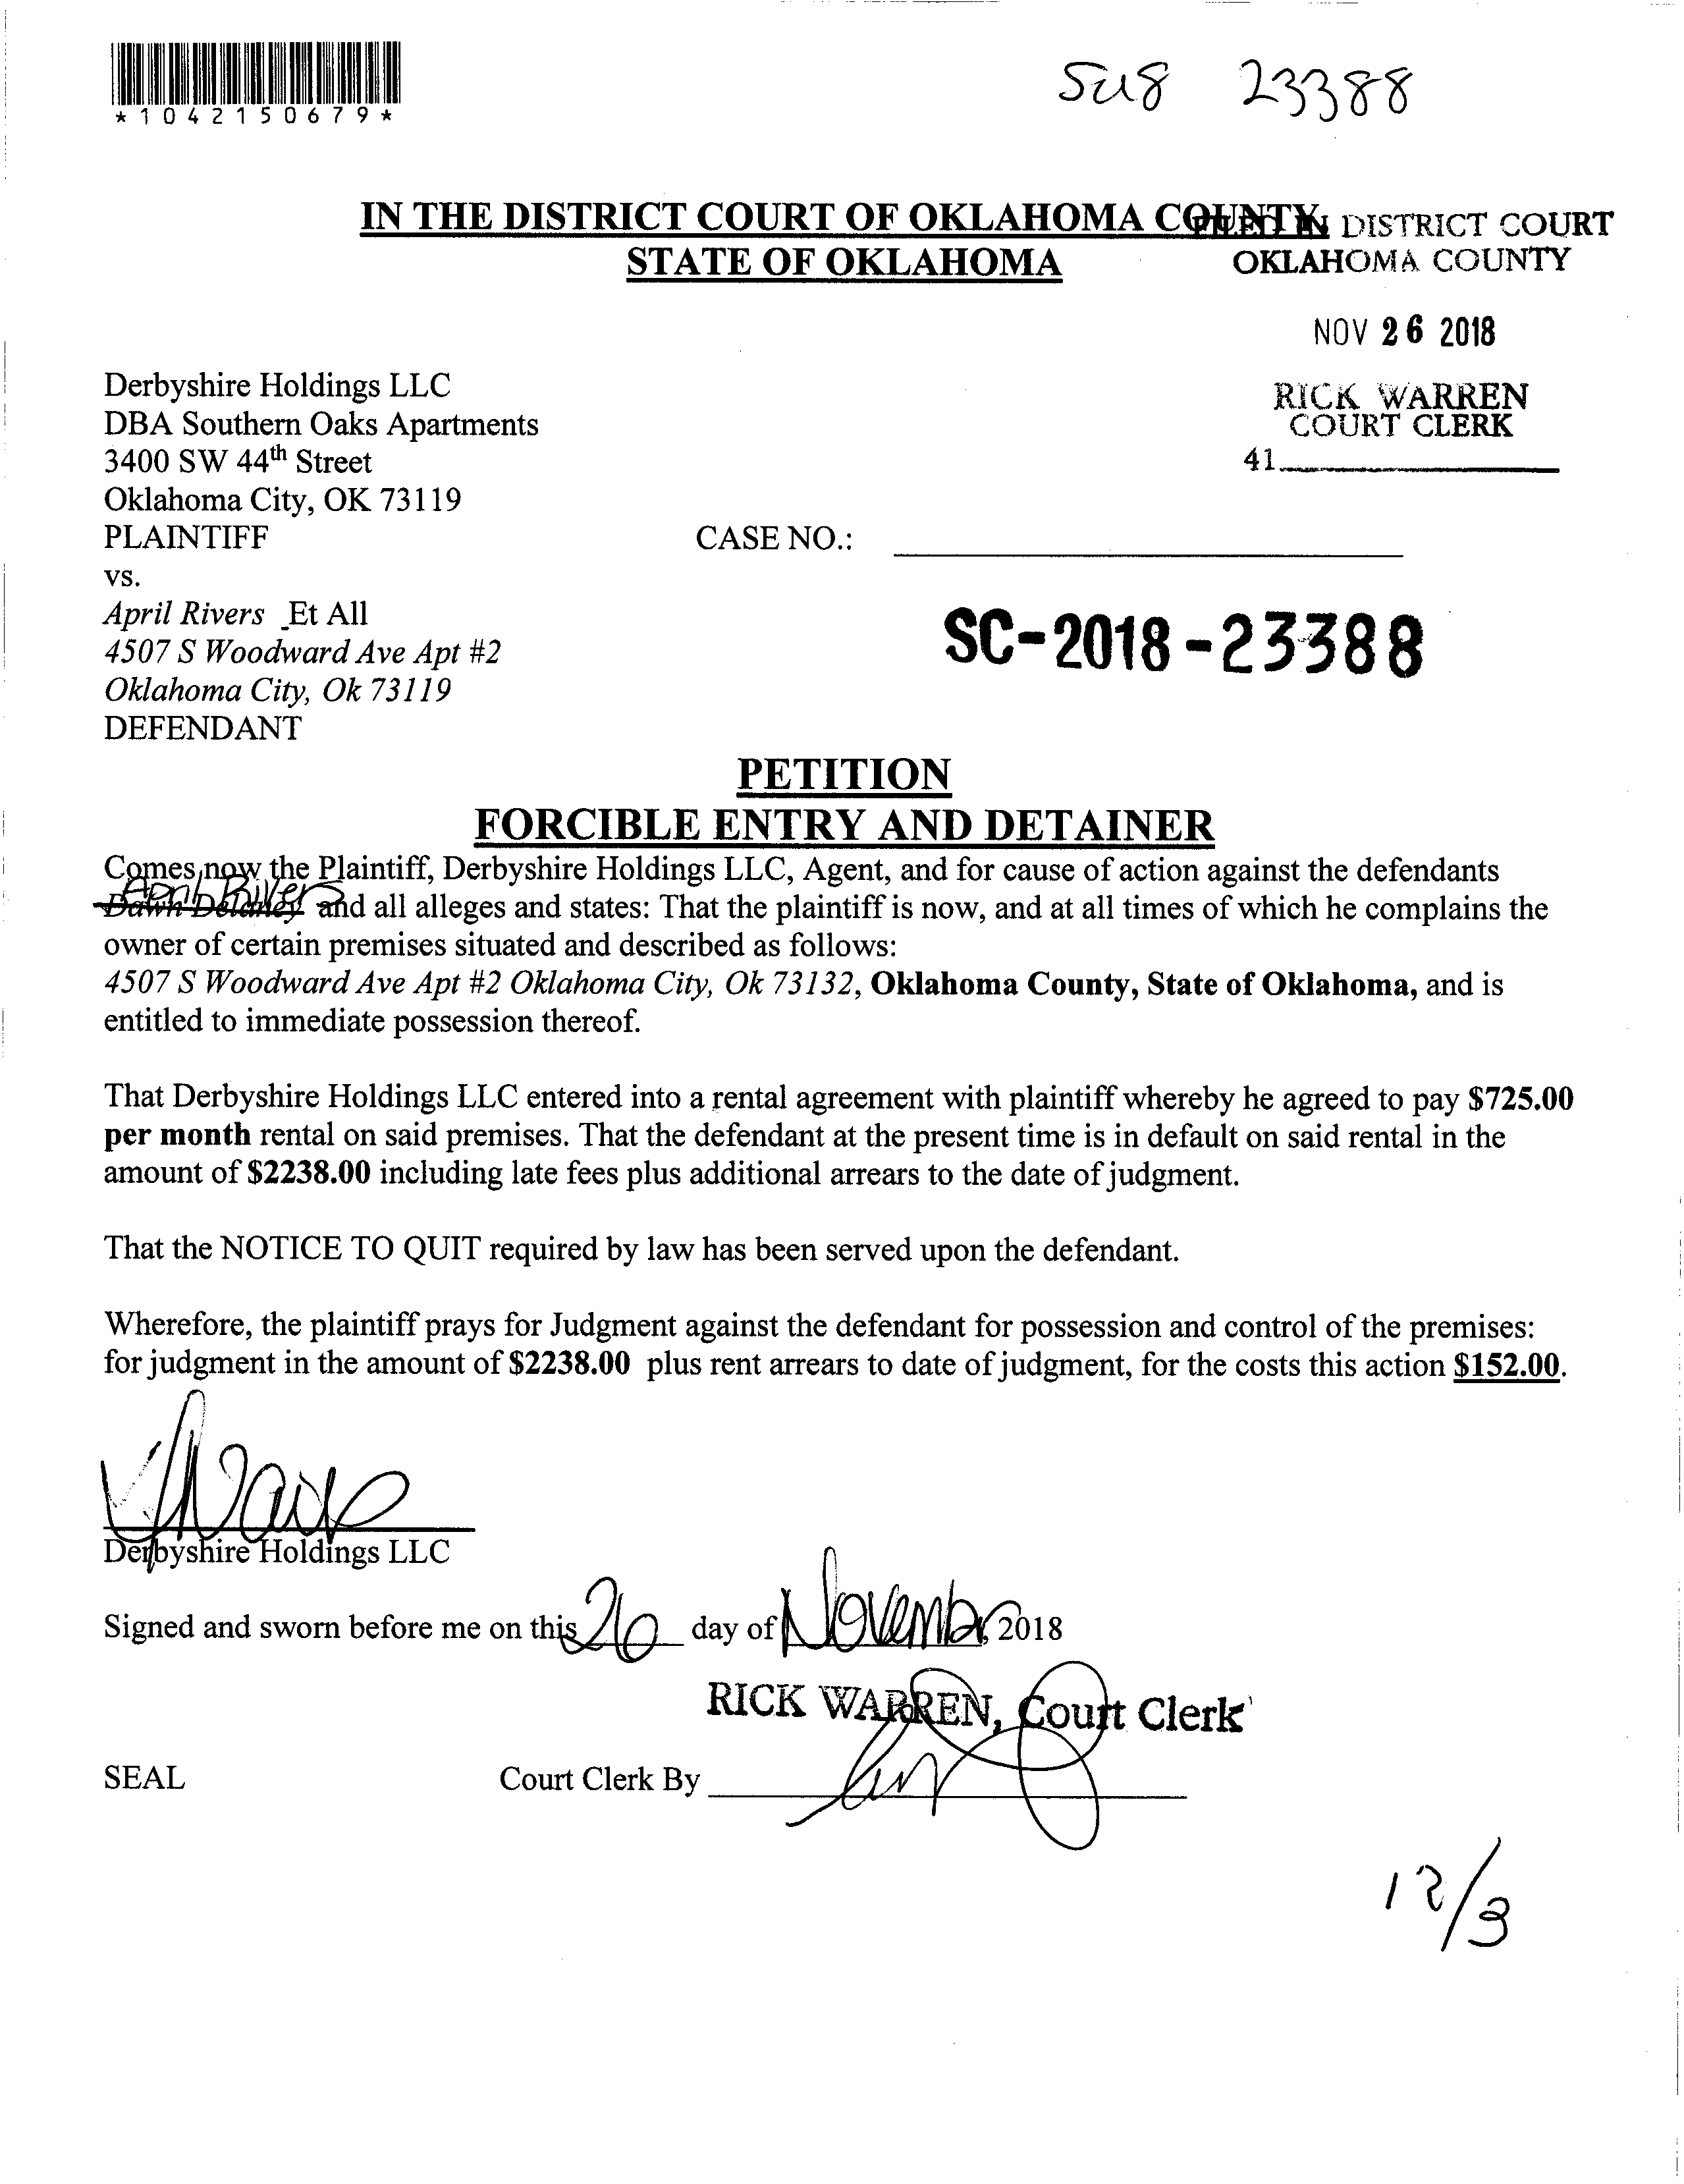 *1042150679*
23388
IN THE DISTRICT COURT OF OKLAHOMA COUNTY,
STATE OF OKLAHOMA
FILED IN DISTRICT COURT
OKLAHOMA COUNTY
NOV 26 2018
RICK WARREN
COURT CLERK
41
Derbyshire Holdings LLC
DBA Southern Oaks Apartments
3400 SW 44th Street
Oklahoma City, OK 73119
PLAINTIFF
CASE NO.:
vs.
April Rivers Et All
4507 S Woodward Ave Apt #2
Oklahoma City, Ok 73119
DEFENDANT
SC-2018-23388
PETITION
FORCIBLE ENTRY AND DETAINER
Comes now the Plaintiff, Derbyshire Holdings LLC, Agent, and for cause of action against the defendants
April Rivers and all alleges and states: That the plaintiff is now, and at all times of which he complains the
owner of certain premises situated and described as follows:
4507 S Woodward Ave Apt #2 Oklahoma City, Ok 73132, Oklahoma County, State of Oklahoma, and is
entitled to immediate possession thereof.
That Derbyshire Holdings LLC entered into a rental agreement with plaintiff whereby he agreed to pay $725.00
per month rental on said premises. That the defendant at the present time is in default on said rental in the
amount of $2238.00 including late fees plus additional arrears to the date of judgment.
That the NOTICE TO QUIT required by law has been served upon the defendant.
Wherefore, the plaintiff prays for Judgment against the defendant for possession and control of the premises:
for judgment in the amount of $2238.00 plus rent arrears to date of judgment, for the costs this action $152.00.
Derbyshire Holdings LLC
Signed and sworn before me on this 26 day of November, 2018
RICK WARREN, Court Clerk
SEAL Court Clerk By
12/3